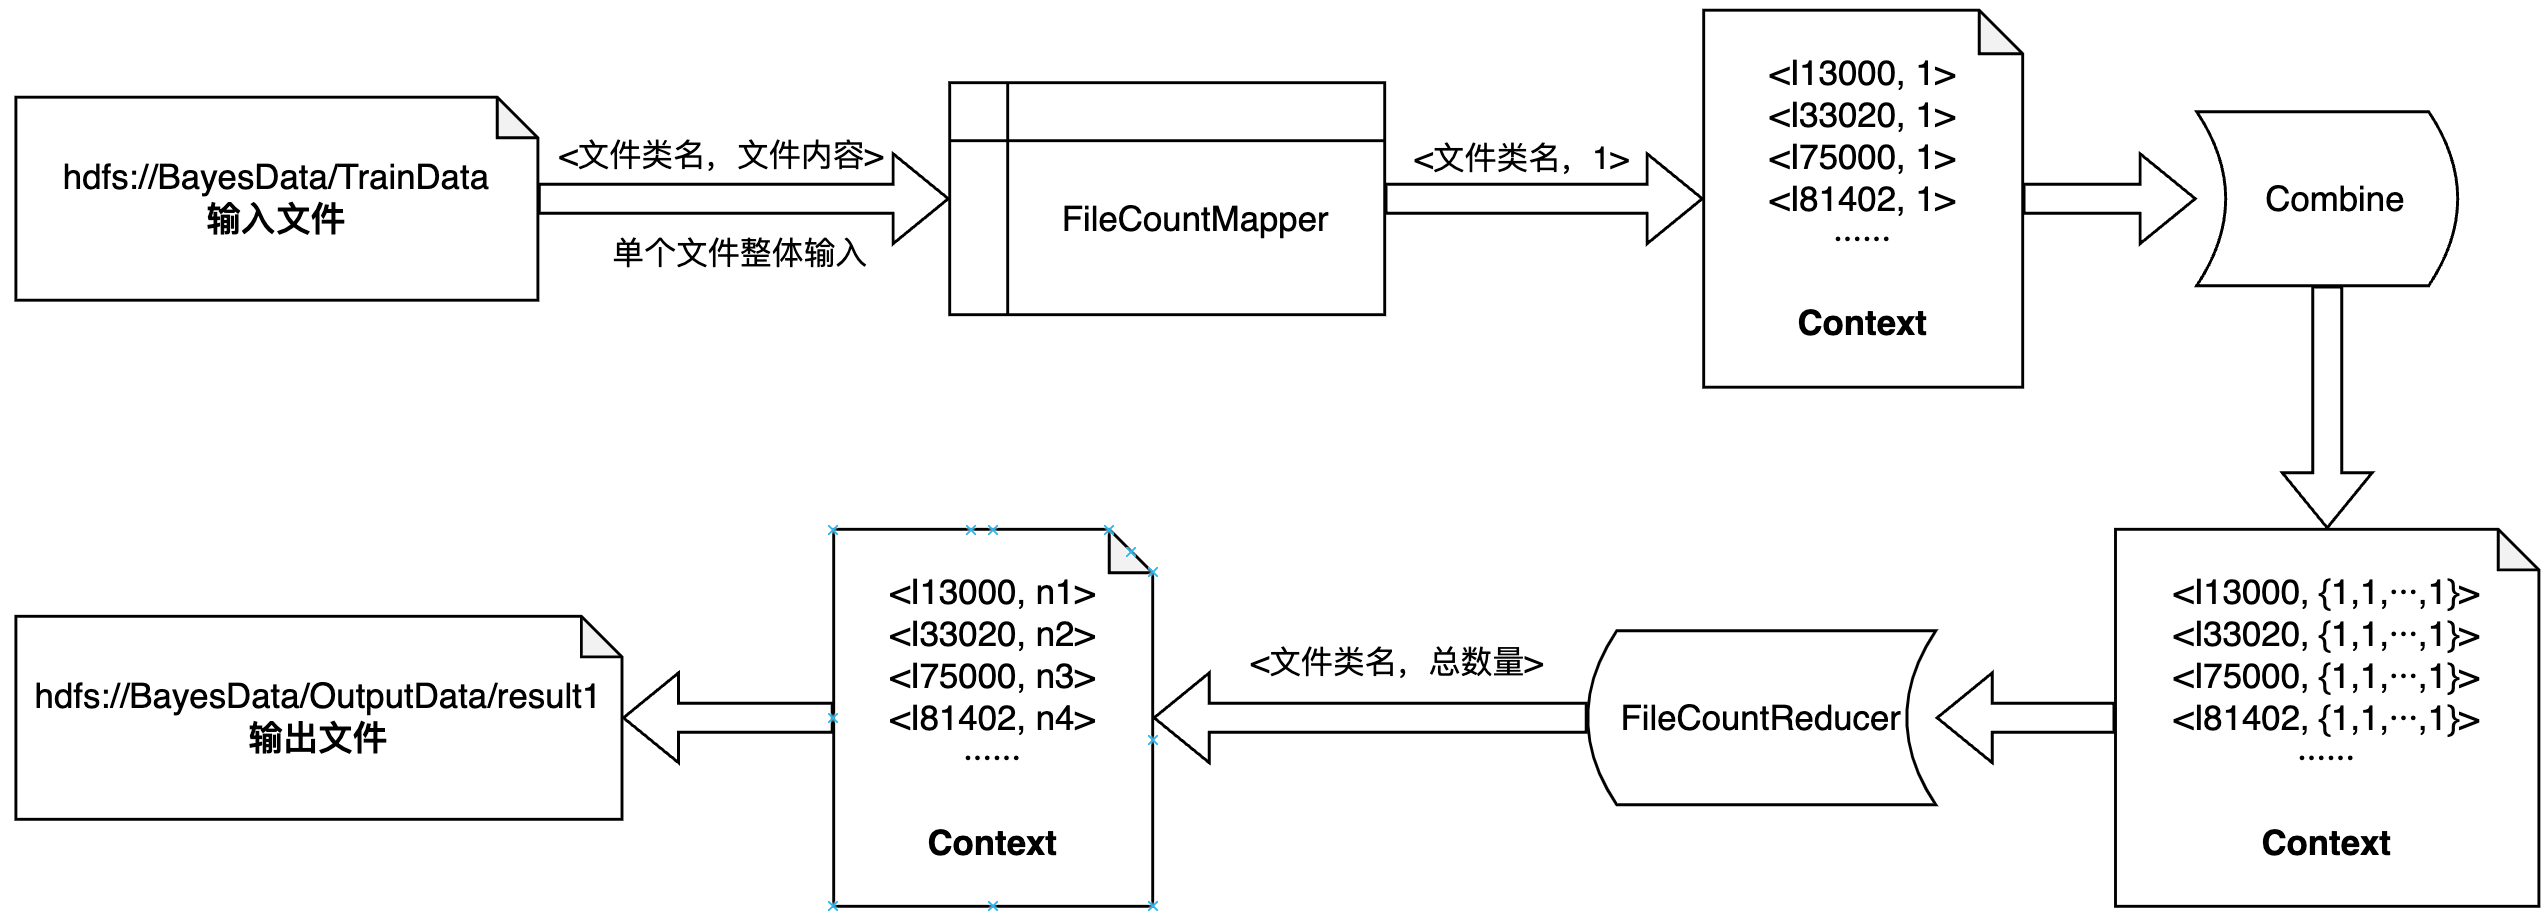 hdfs://BayesData/TrainData
输入文件
<文件类名，文件内容>
单个文件整体输入
FileCountMapper
<文件类名，1>
<I13000, 1>
<I33020, 1>
<I75000, 1>
<I81402, 1>
······
Context
Combine
<I13000, {1,1,···,1}>
<I33020, {1,1,···,1}>
<I75000, {1,1,···,1}>
<I81402, {1,1,···,1}>
······
Context
FileCountReducer
<文件类名，总数量>
<I13000, n1>
<I33020, n2>
<I75000, n3>
<I81402, n4>
······
Context
hdfs://BayesData/OutputData/result1
输出文件